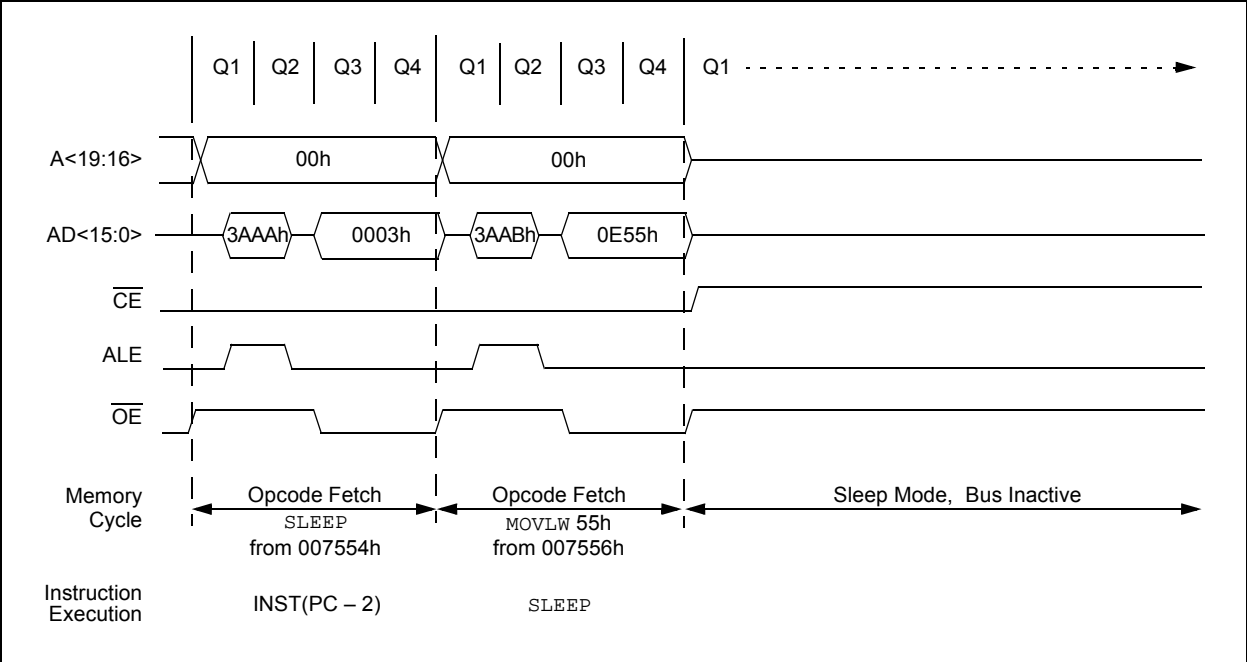 Q1 Q2 Q3 Q4 Q1 Q2 Q3 Q4 Q1
A<19:16> 00h 00h
AD<15:0> 3AAAh 0003h 3AABh 0E55h
CE
ALE
OE
Memory Cycle
Opcode Fetch
SLEEP
from 007554h
Opcode Fetch
MOVLW 55h
from 007556h
Sleep Mode, Bus Inactive
Instruction
Execution
INST(PC – 2) SLEEP